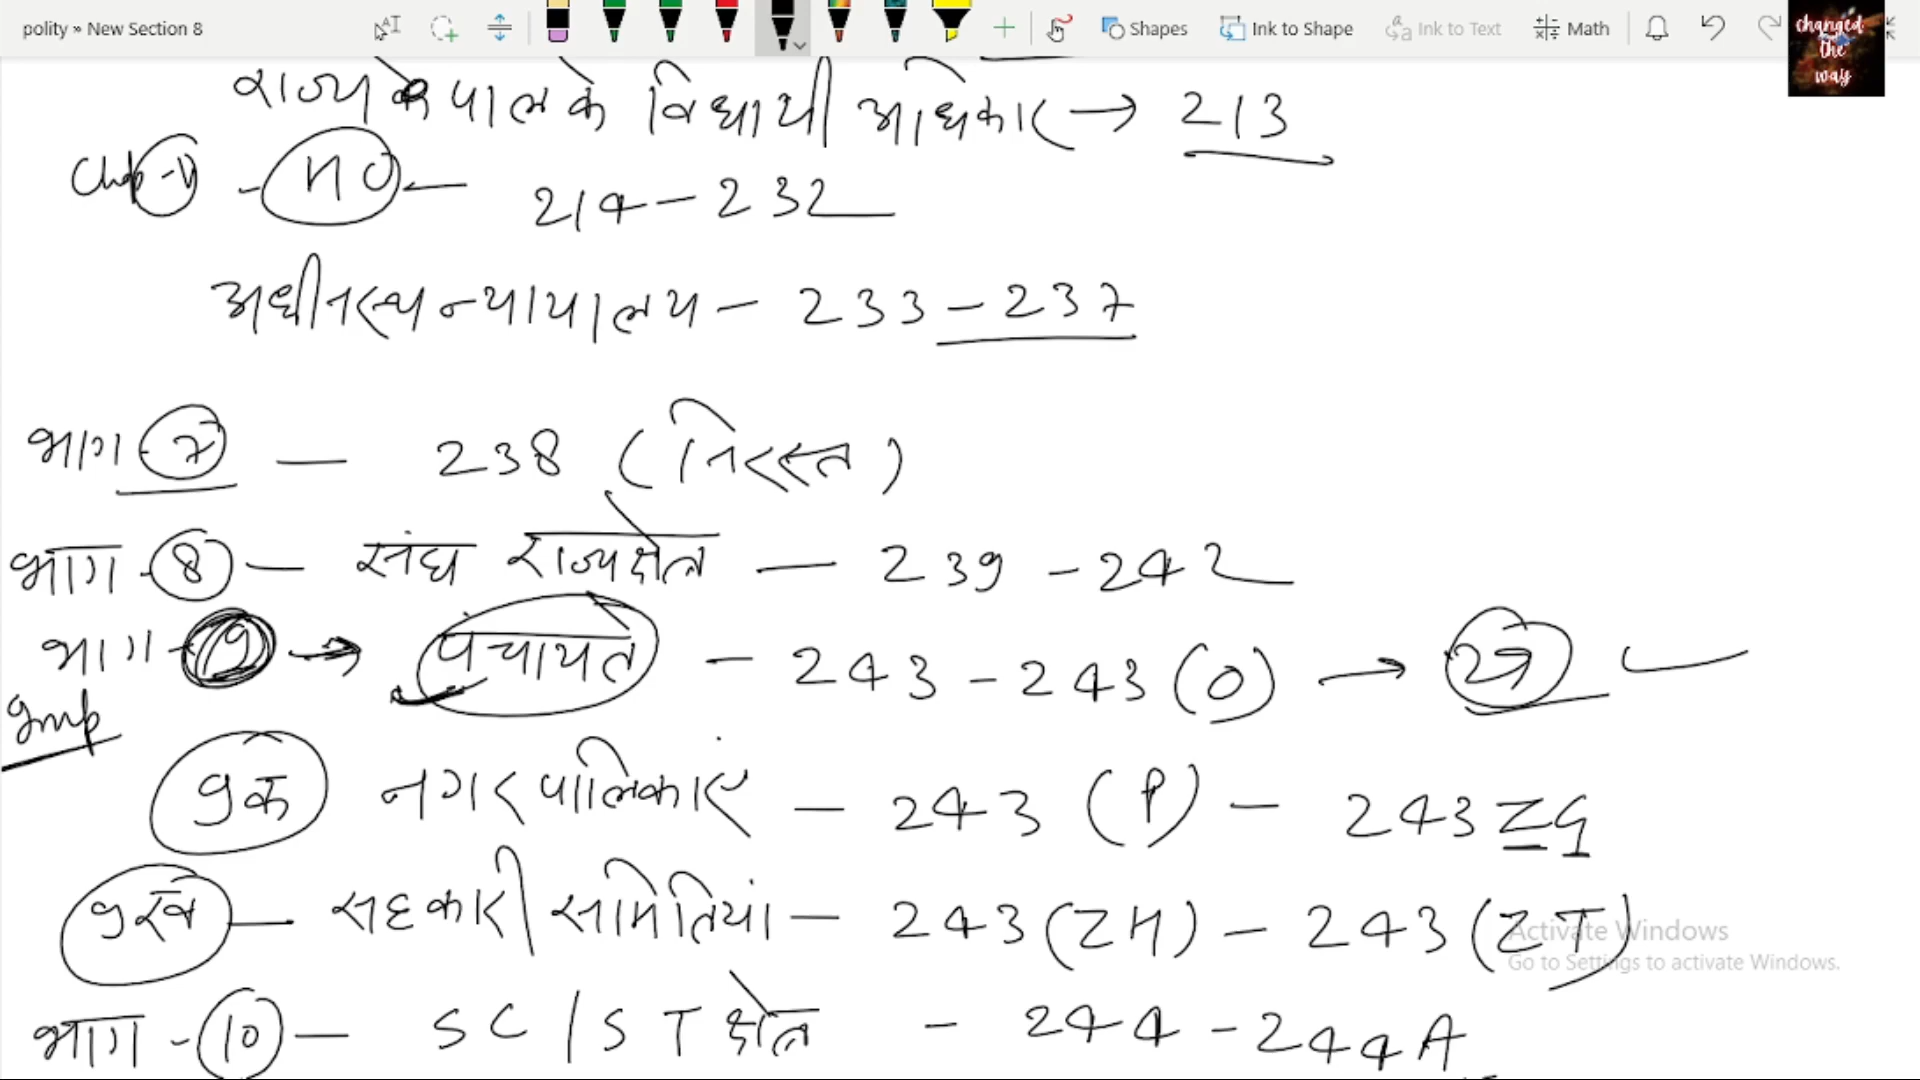 polity » New Section 8
Shapes Ink to Shape Ink to Text Math
changed
the
way
राज्यपाल के विधायी अधिकार → 213
Chap-V - HC - 214 - 232
अधीनस्थ न्यायालय - 233 - 237
भाग 7 - 238 (निरस्त)
भाग - 8 - संघ राज्यक्षेत्र - 239 - 242
भाग - 9 → पंचायतें - 243 - 243 (O) →
Imp
9क नगरपालिकाएं - 243 (P) - 243 ZG
9ख - सहकारी समितियां - 243 (ZH) - 243 (ZT)
Activate Windows
Go to Settings to activate Windows.
भाग - 10 - SC / ST क्षेत्र - 244 - 244A